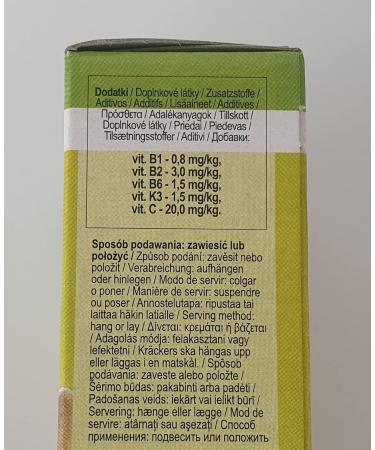 Dodatki / Doplnkové látky / Zusatzstoffe /
Aditivos / Additifs / Lisäaineet / Additives /
Πρόσθετα / Adalékanyagok / Tillskott /
Doplňkové látky / Priedai / Piedevas /
Tilsætningsstoffer / Aditivi / Добавки:
vit. B1 - 0,8 mg/kg,
vit. B2 - 3,0 mg/kg,
vit. B6 - 1,5 mg/kg,
vit. K3 - 1,5 mg/kg,
vit. C - 20,0 mg/kg.
Sposób podawania: zawiesić lub
położyć / Způsob podání: zavěsit nebo
položit / Verabreichung: aufhängen
oder hinlegen / Modo de servir: colgar
o poner / Manière de servir: suspendre
ou poser / Annostelutapa: ripustaa tai
laittaa häkin latialle / Serving method:
hang or lay / Δίνεται: κρεμάται ή βάζεται
/ Adagolás módja: felakasztani vagy
lefektetni / Kräckers ska hängas upp
eller läggas i en matskål. / Spôsob
podávania: zaveste alebo položte /
Šėrimo būdas: pakabinti arba padėti /
Padošanas veids: iekārt vai ielikt būrī /
Servering: hænge eller lægge / Mod de
servire: atârnați sau așezați / Способ
применения: подвесить или положить